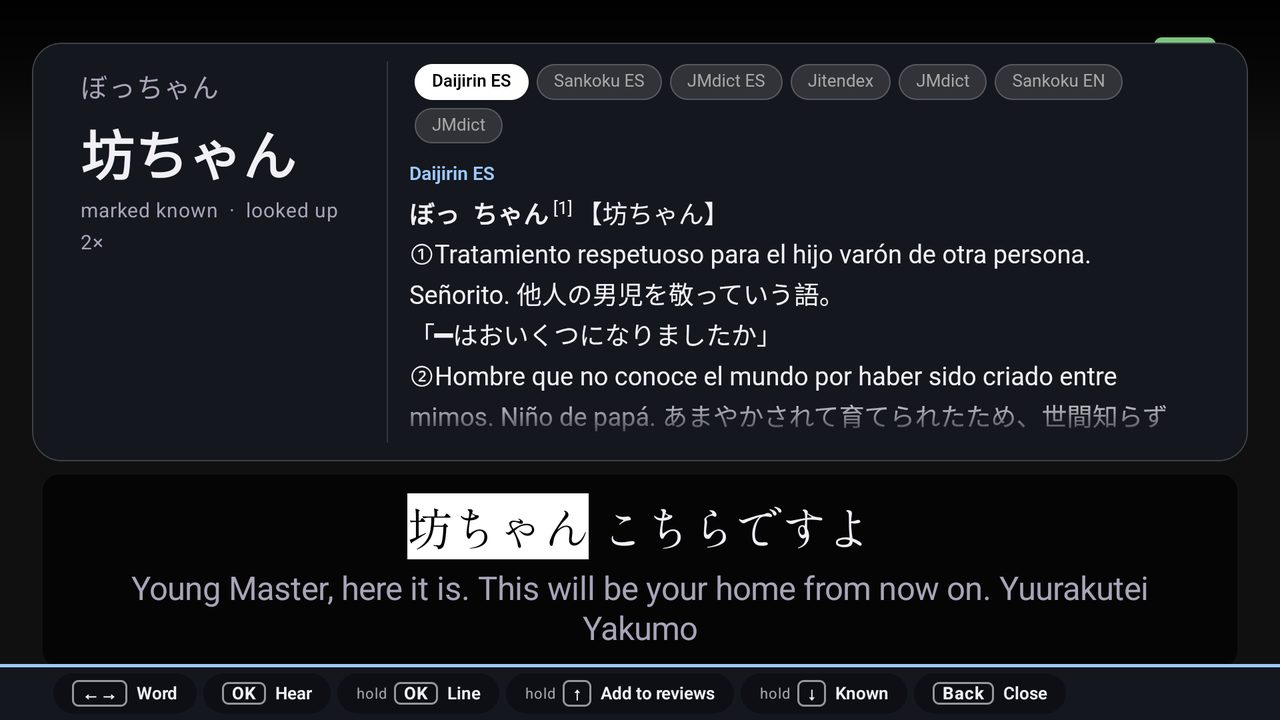 ぼっちゃん
坊ちゃん
marked known · looked up
2×
Daijirin ES
Sankoku ES
JMdict ES
Jitendex
JMdict
Sankoku EN
JMdict
Daijirin ES
ぼっ ちゃん[1]【坊ちゃん】
①Tratamiento respetuoso para el hijo varón de otra persona.
Señorito. 他人の男児を敬っていう語。
「━はおいくつになりましたか」
②Hombre que no conoce el mundo por haber sido criado entre
mimos. Niño de papá. あまやかされて育てられたため、世間知らず
坊ちゃん こちらですよ
Young Master, here it is. This will be your home from now on. Yuurakutei
Yakumo
←→ Word
OK Hear
hold OK Line
hold ↑ Add to reviews
hold ↓ Known
Back Close